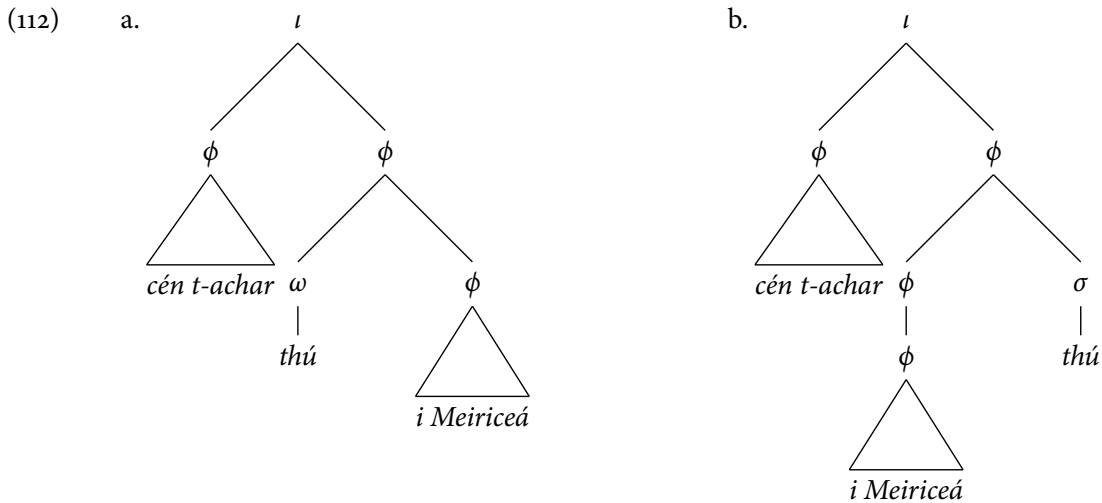 (112) a. ι b. ι
φ φ φ φ
cén t-achar ω φ cén t-achar φ σ
thú φ thú
i Meiriceá
i Meiriceá